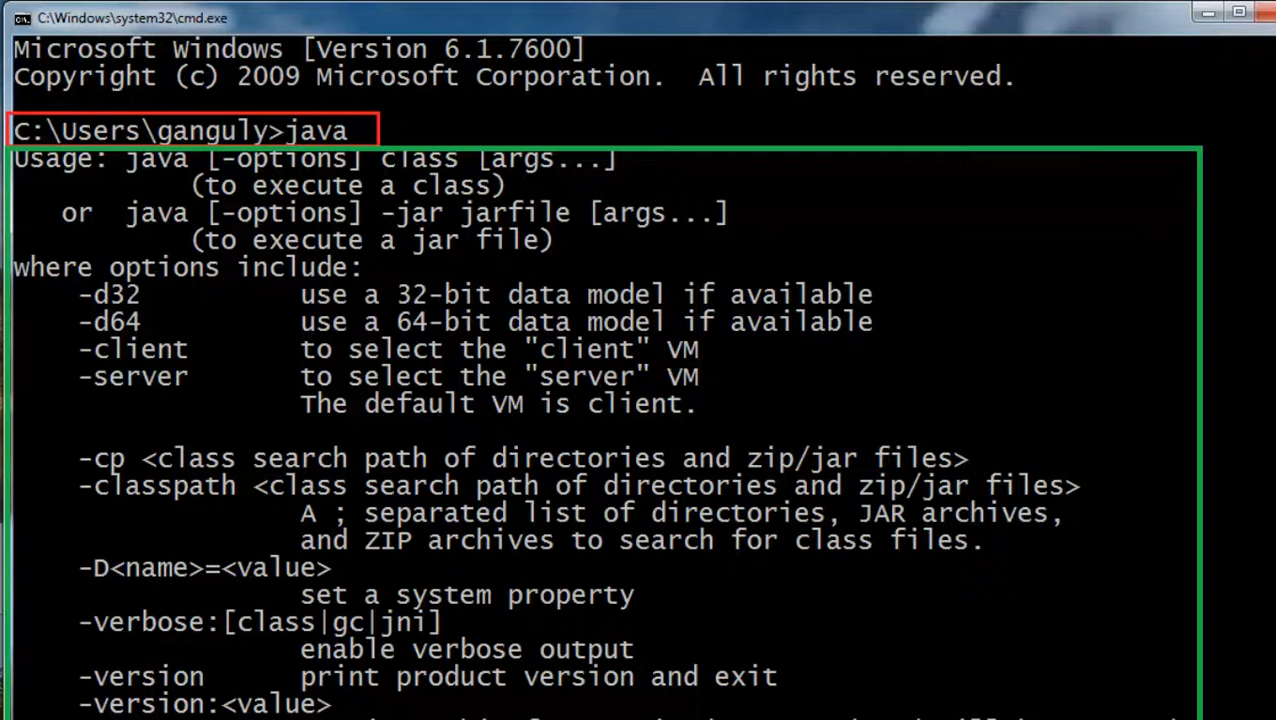 C:\Windows\system32\cmd.exe
Microsoft Windows [Version 6.1.7600]
Copyright (c) 2009 Microsoft Corporation.  All rights reserved.
C:\Users\ganguly>java
Usage: java [-options] class [args...]
(to execute a class)
or  java [-options] -jar jarfile [args...]
(to execute a jar file)
where options include:
-d32          use a 32-bit data model if available
-d64          use a 64-bit data model if available
-client       to select the "client" VM
-server       to select the "server" VM
The default VM is client.
-cp <class search path of directories and zip/jar files>
-classpath <class search path of directories and zip/jar files>
A ; separated list of directories, JAR archives,
and ZIP archives to search for class files.
-D<name>=<value>
set a system property
-verbose:[class|gc|jni]
enable verbose output
-version      print product version and exit
-version:<value>